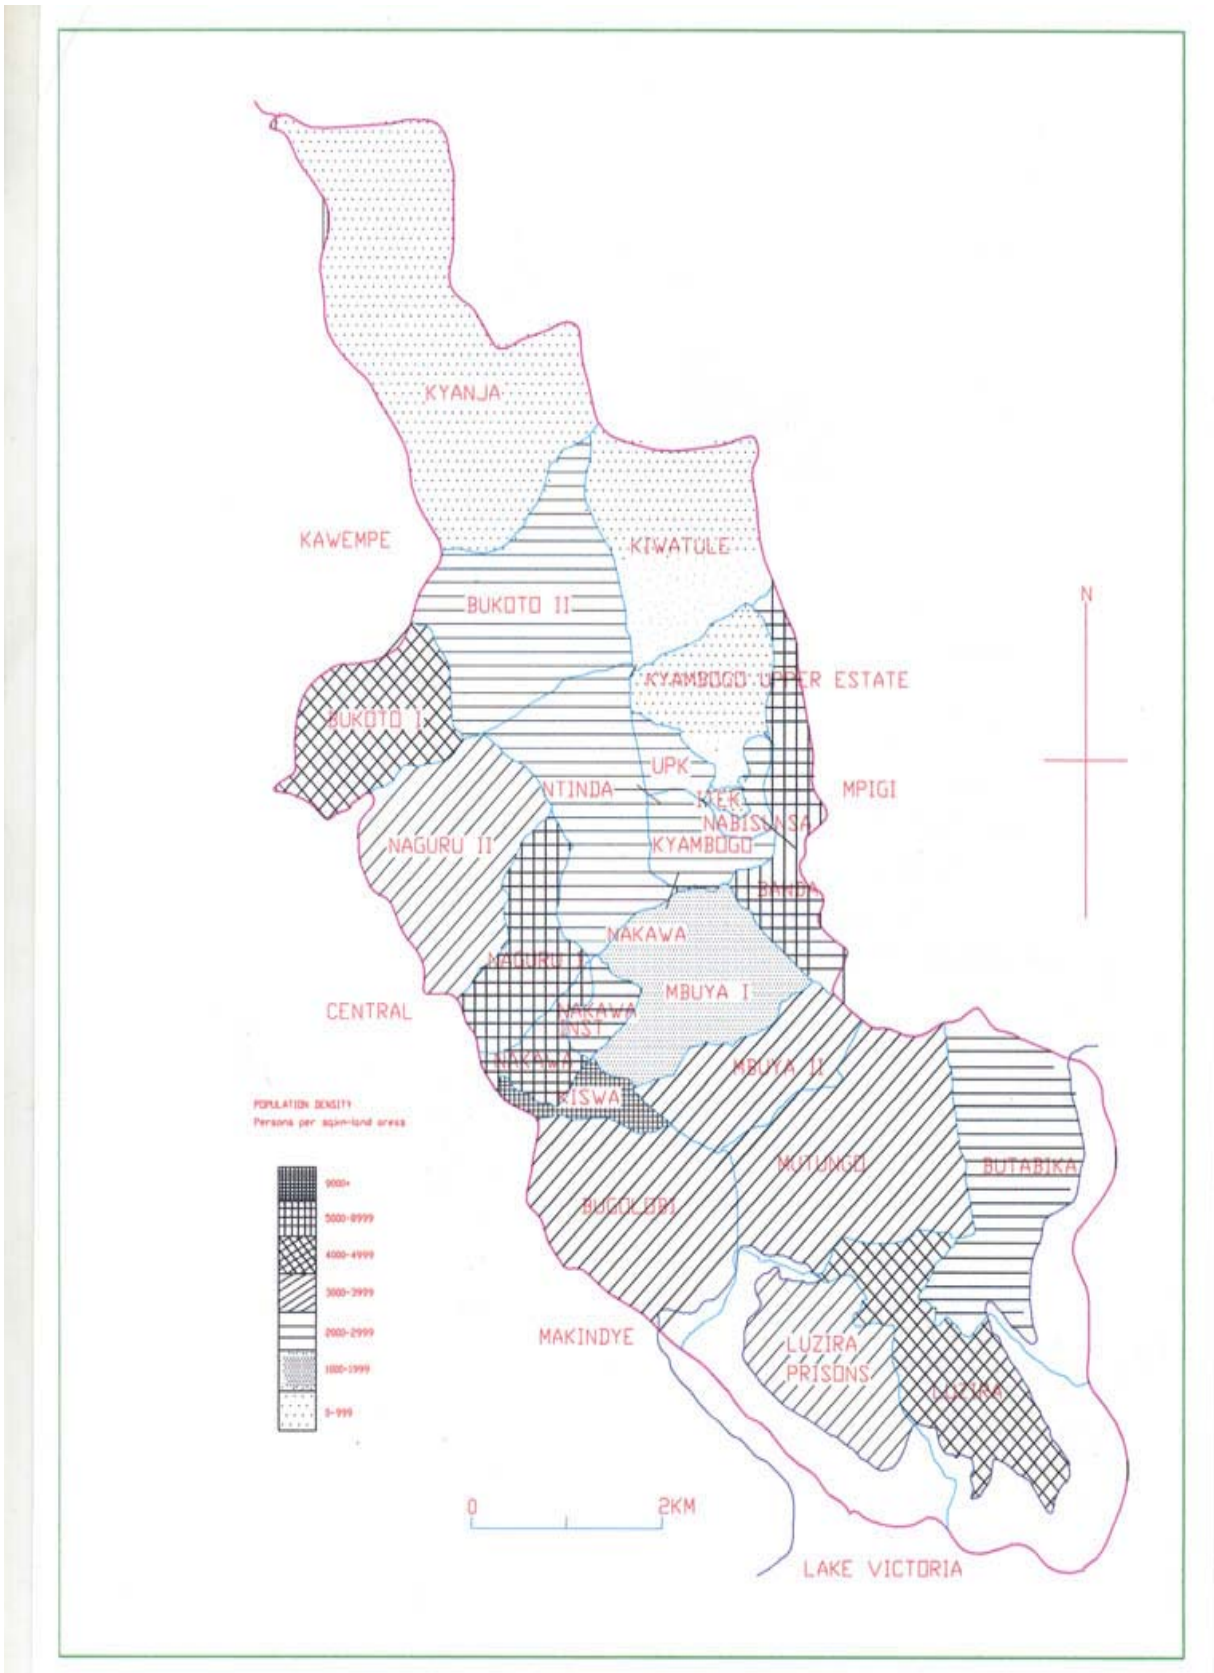 KYANJA
KAWEMPE
KIWATULE
BUKOTO II
N
KYAMBOGO UPPER ESTATE
BUKOTO I
UPK
NTINDA
ITEK
MPIGI
NABISUNSA
NAGURU II
KYAMBOGO
BANDA
NAKAWA
NAGURU I
MBUYA I
CENTRAL
NAKAWA
INST
NAKAWA
MBUYA II
KISWA
POPULATION DENSITY
Persons per sqkm-land areas
MUTUNGO
BUTABIKA
9000+
BUGOLOBI
5000-8999
4000-4999
3000-3999
2000-2999
MAKINDYE
LUZIRA
PRISONS
1000-1999
LUZIRA
0-999
0 2KM
LAKE VICTORIA